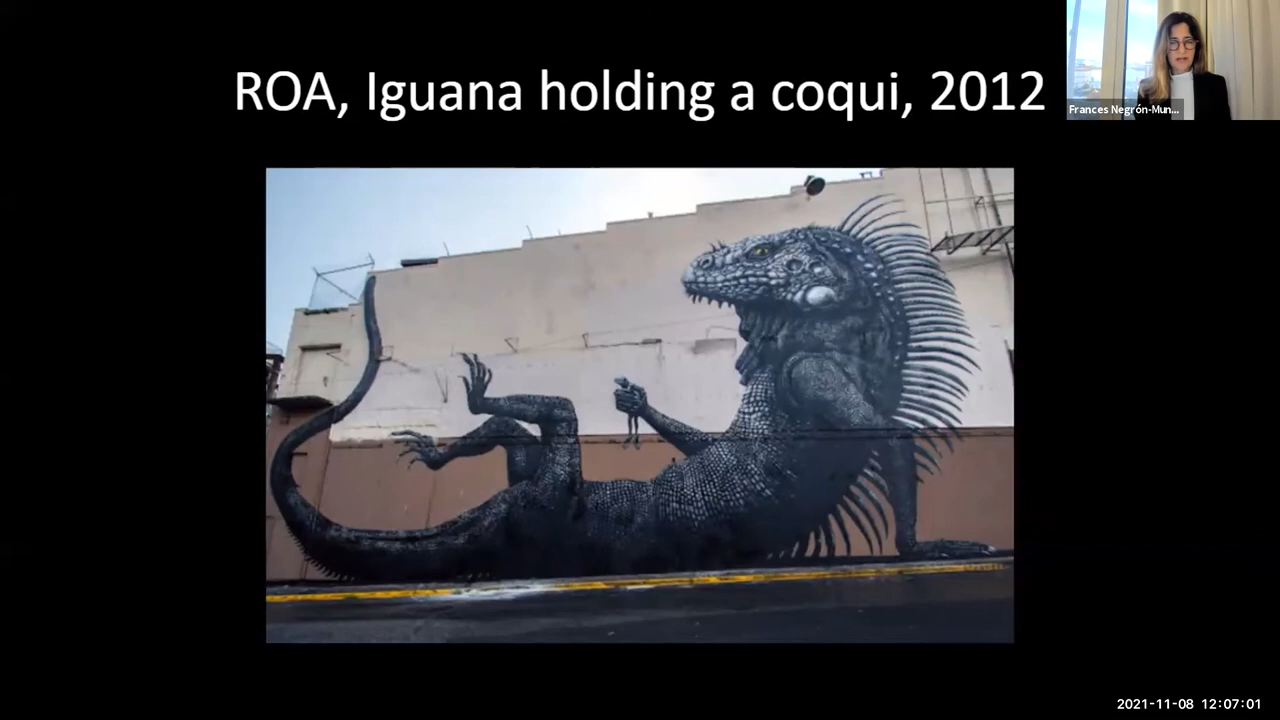 ROA, Iguana holding a coqui, 2012
Frances Negrón-Mun...
2021-11-08 12:07:01